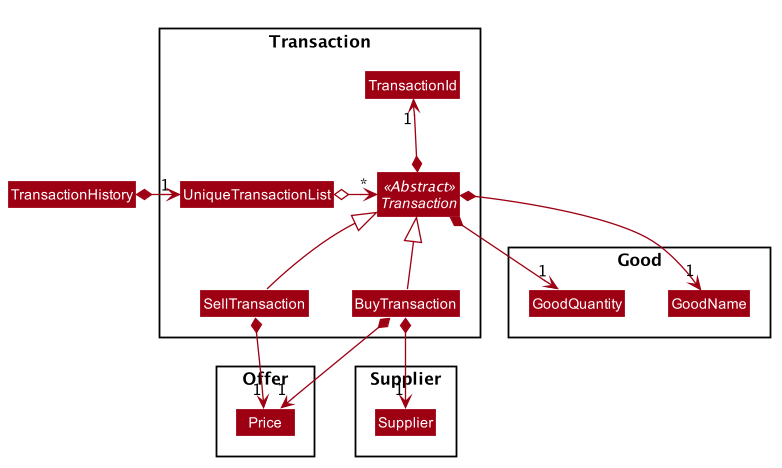 Transaction
TransactionId
1
TransactionHistory
1
UniqueTransactionList
*
«Abstract»
Transaction
Good
1
1
GoodQuantity
GoodName
SellTransaction
BuyTransaction
Offer
Supplier
1
1
1
Price
Supplier